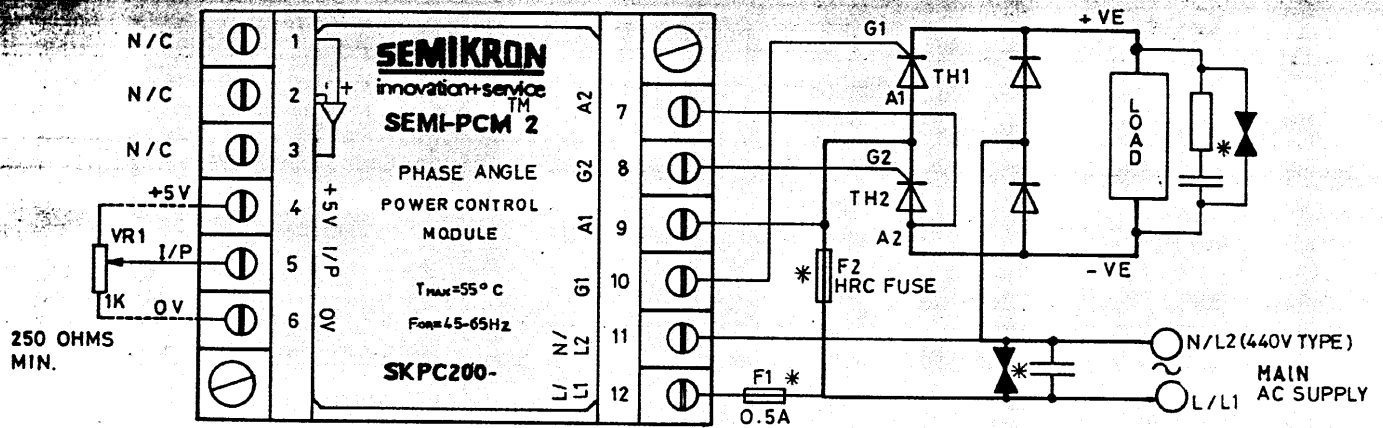 N/C
N/C
N/C
+5V
VR1
I/P
1K
0V
250 OHMS
MIN.
1
2
3
4
5
6
- +
+5V
I/P
0V
SEMIKRON
innovation+service
SEMI-PCM™ 2
PHASE ANGLE
POWER CONTROL
MODULE
TMAX=55°C
FOR=45-65Hz
SKPC200-
A2
G2
A1
G1
N/
L2
L/
L1
7
8
9
10
11
12
G1
TH1
A1
G2
TH2
A2
+VE
-VE
LOAD
*
* F2
HRC FUSE
F1 *
0.5A
*
N/L2(440V TYPE)
~
MAIN
AC SUPPLY
L/L1